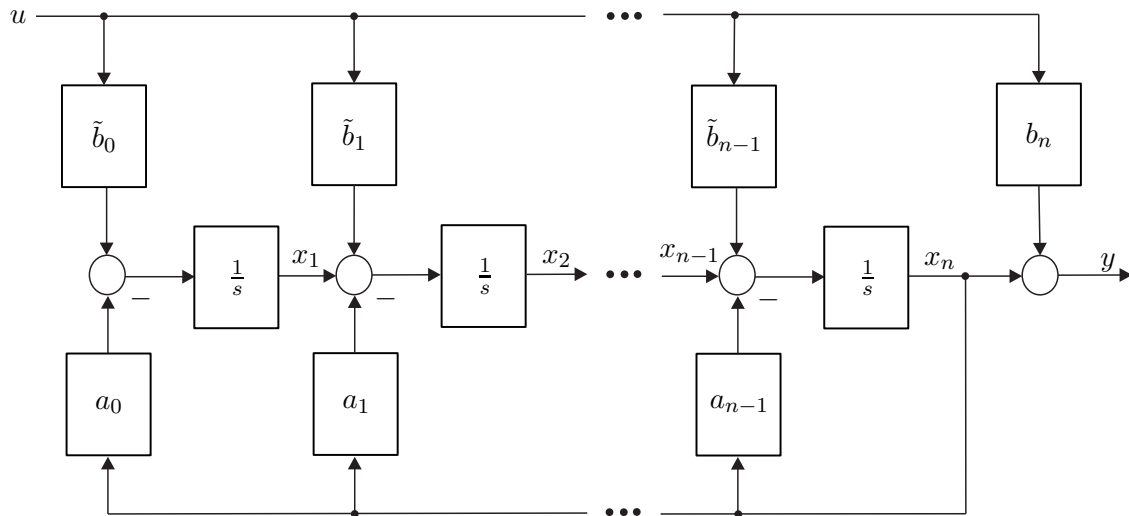 u
•••
b̃₀ b̃₁ b̃ₙ₋₁ bₙ
1/s x₁ 1/s x₂ ••• xₙ₋₁ 1/s xₙ y
− − −
a₀ a₁ aₙ₋₁
•••